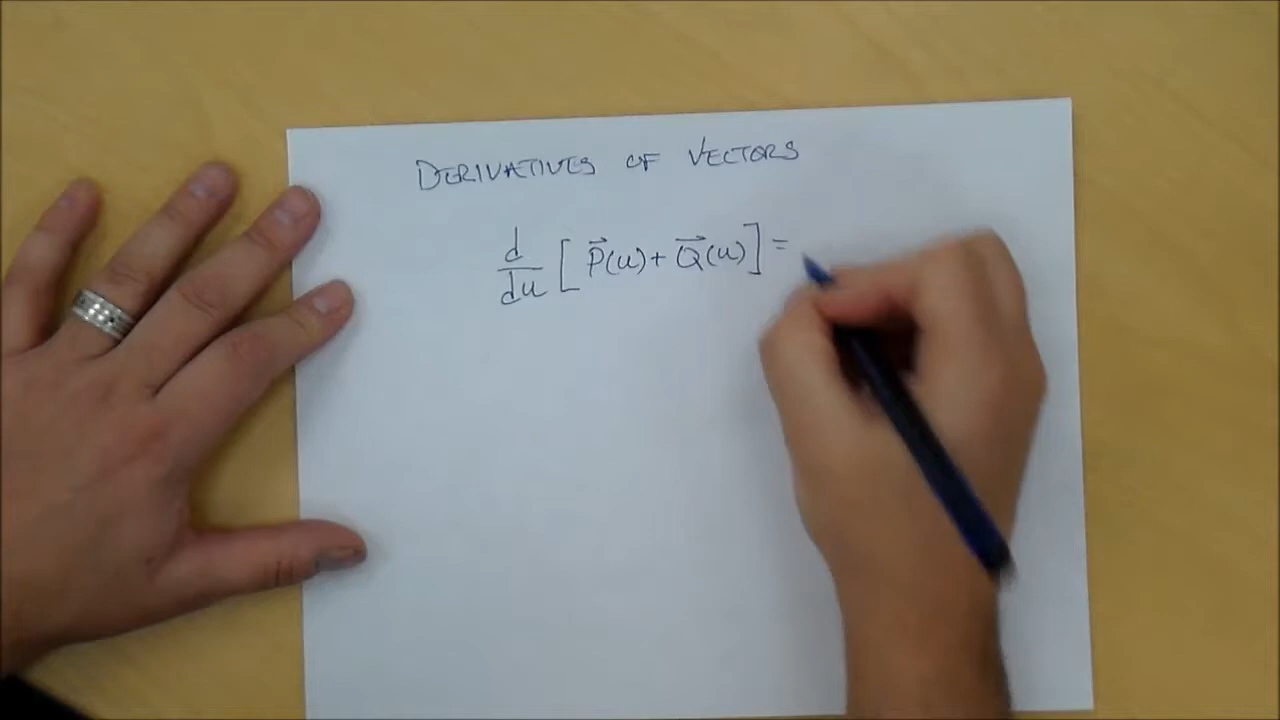 DERIVATIVES OF VECTORS
d/du [ P⃗(u) + Q⃗(u) ] =